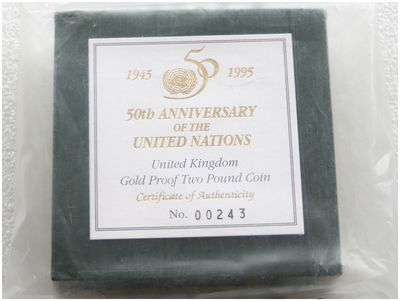 1945 50 1995
50th ANNIVERSARY
OF THE
UNITED NATIONS
United Kingdom
Gold Proof Two Pound Coin
Certificate of Authenticity
No. 00243